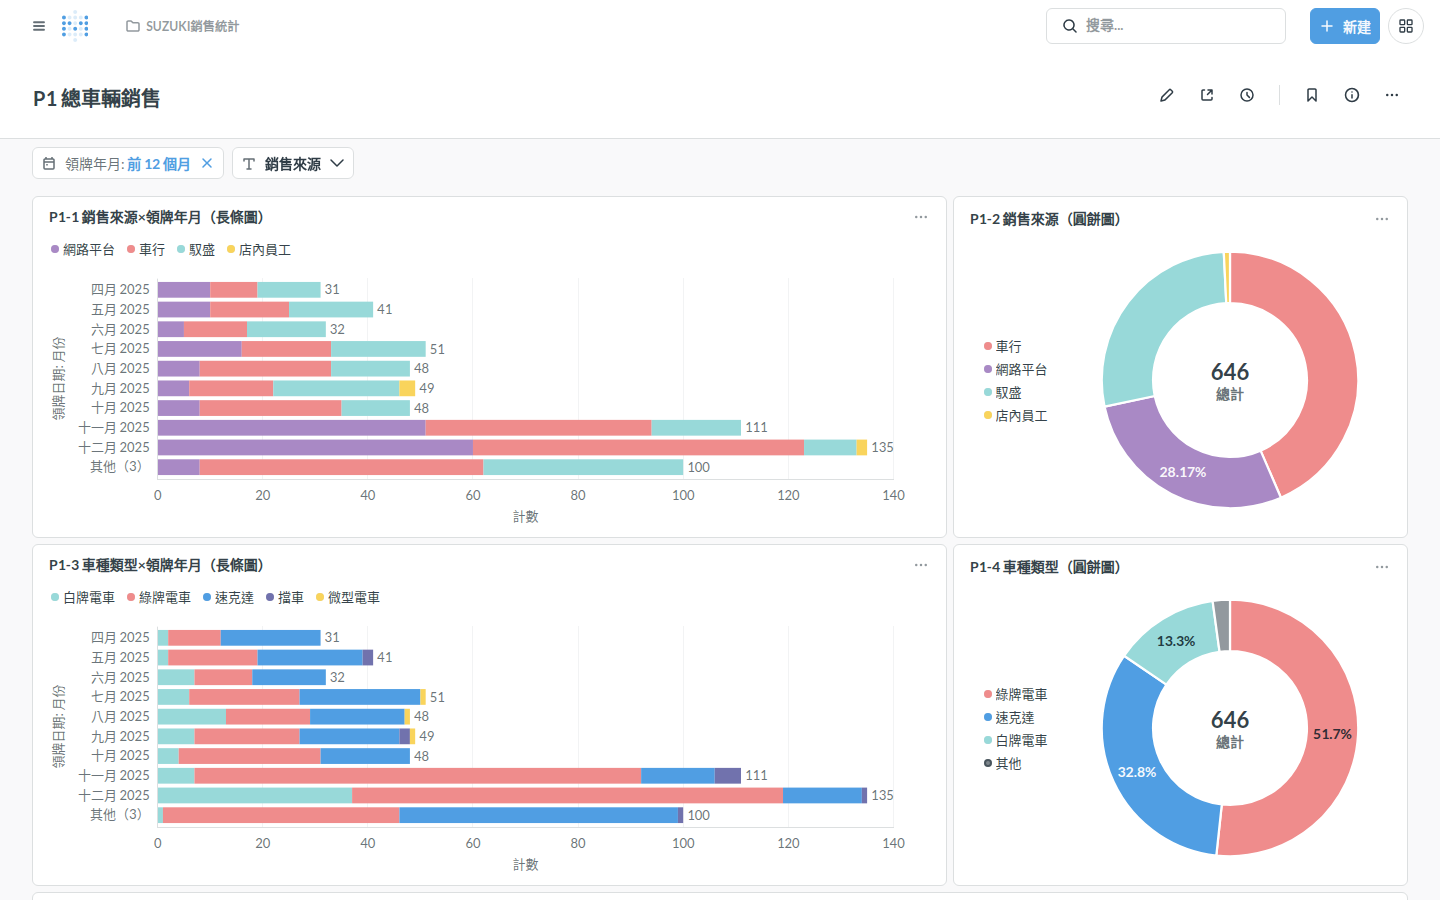 SUZUKI銷售統計
搜尋...
新建
P1 總車輛銷售
領牌年月: 前 12 個月
銷售來源
P1-1 銷售來源×領牌年月（長條圖）
網路平台 車行 馭盛 店內員工
四月 2025 31
五月 2025 41
六月 2025 32
七月 2025 51
八月 2025 48
九月 2025 49
十月 2025 48
十一月 2025 111
十二月 2025 135
其他（3） 100
領牌日期: 月份
0 20 40 60 80 100 120 140
計數
P1-2 銷售來源（圓餅圖）
車行
網路平台
馭盛
店內員工
646
總計
28.17%
P1-3 車種類型×領牌年月（長條圖）
白牌電車 綠牌電車 速克達 擋車 微型電車
四月 2025 31
五月 2025 41
六月 2025 32
七月 2025 51
八月 2025 48
九月 2025 49
十月 2025 48
十一月 2025 111
十二月 2025 135
其他（3） 100
領牌日期: 月份
0 20 40 60 80 100 120 140
計數
P1-4 車種類型（圓餅圖）
綠牌電車
速克達
白牌電車
其他
13.3%
646
總計
51.7%
32.8%